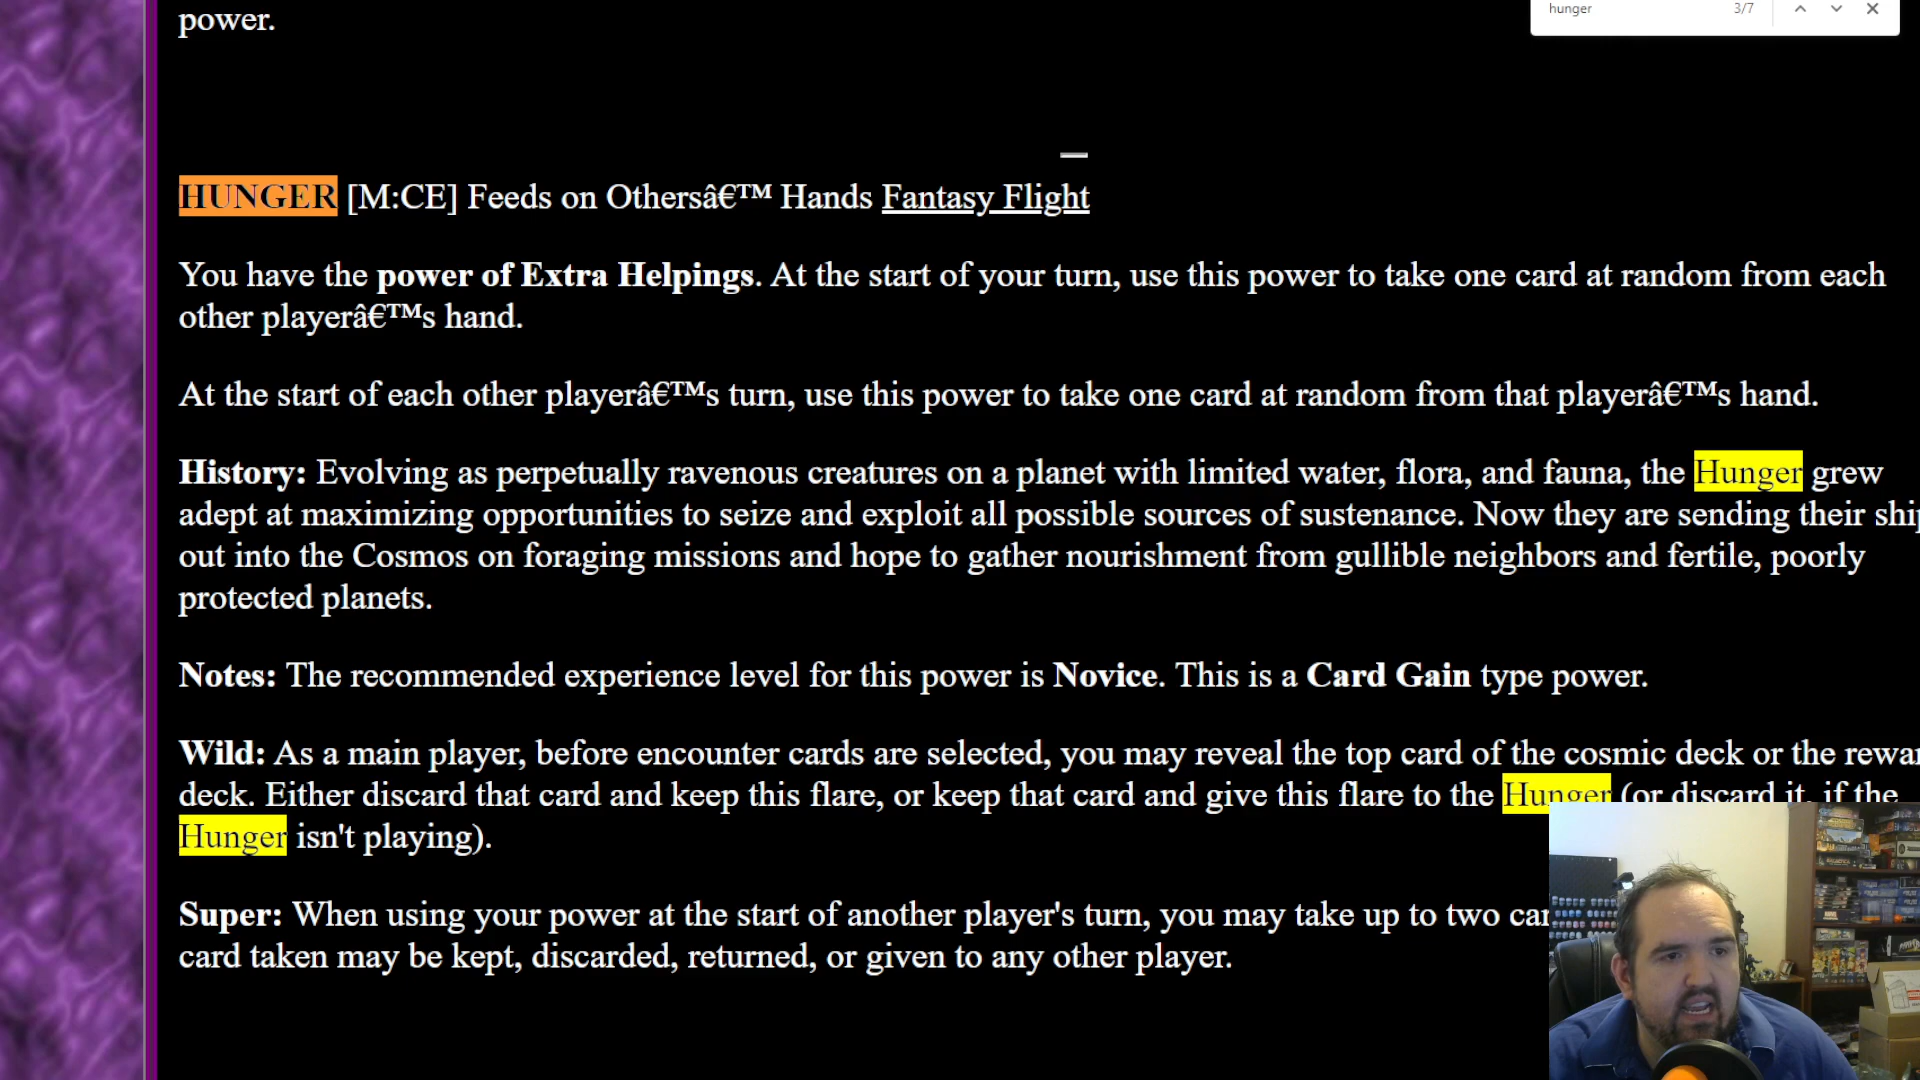 hunger 3/7
power.
HUNGER [M:CE] Feeds on Othersâ€™ Hands Fantasy Flight
You have the power of Extra Helpings. At the start of your turn, use this power to take one card at random from each
other playerâ€™s hand.
At the start of each other playerâ€™s turn, use this power to take one card at random from that playerâ€™s hand.
History: Evolving as perpetually ravenous creatures on a planet with limited water, flora, and fauna, the Hunger grew
adept at maximizing opportunities to seize and exploit all possible sources of sustenance. Now they are sending their ship
out into the Cosmos on foraging missions and hope to gather nourishment from gullible neighbors and fertile, poorly
protected planets.
Notes: The recommended experience level for this power is Novice. This is a Card Gain type power.
Wild: As a main player, before encounter cards are selected, you may reveal the top card of the cosmic deck or the rewar
deck. Either discard that card and keep this flare, or keep that card and give this flare to the Hunger (or discard it, if the
Hunger isn't playing).
Super: When using your power at the start of another player's turn, you may take up to two car
card taken may be kept, discarded, returned, or given to any other player.